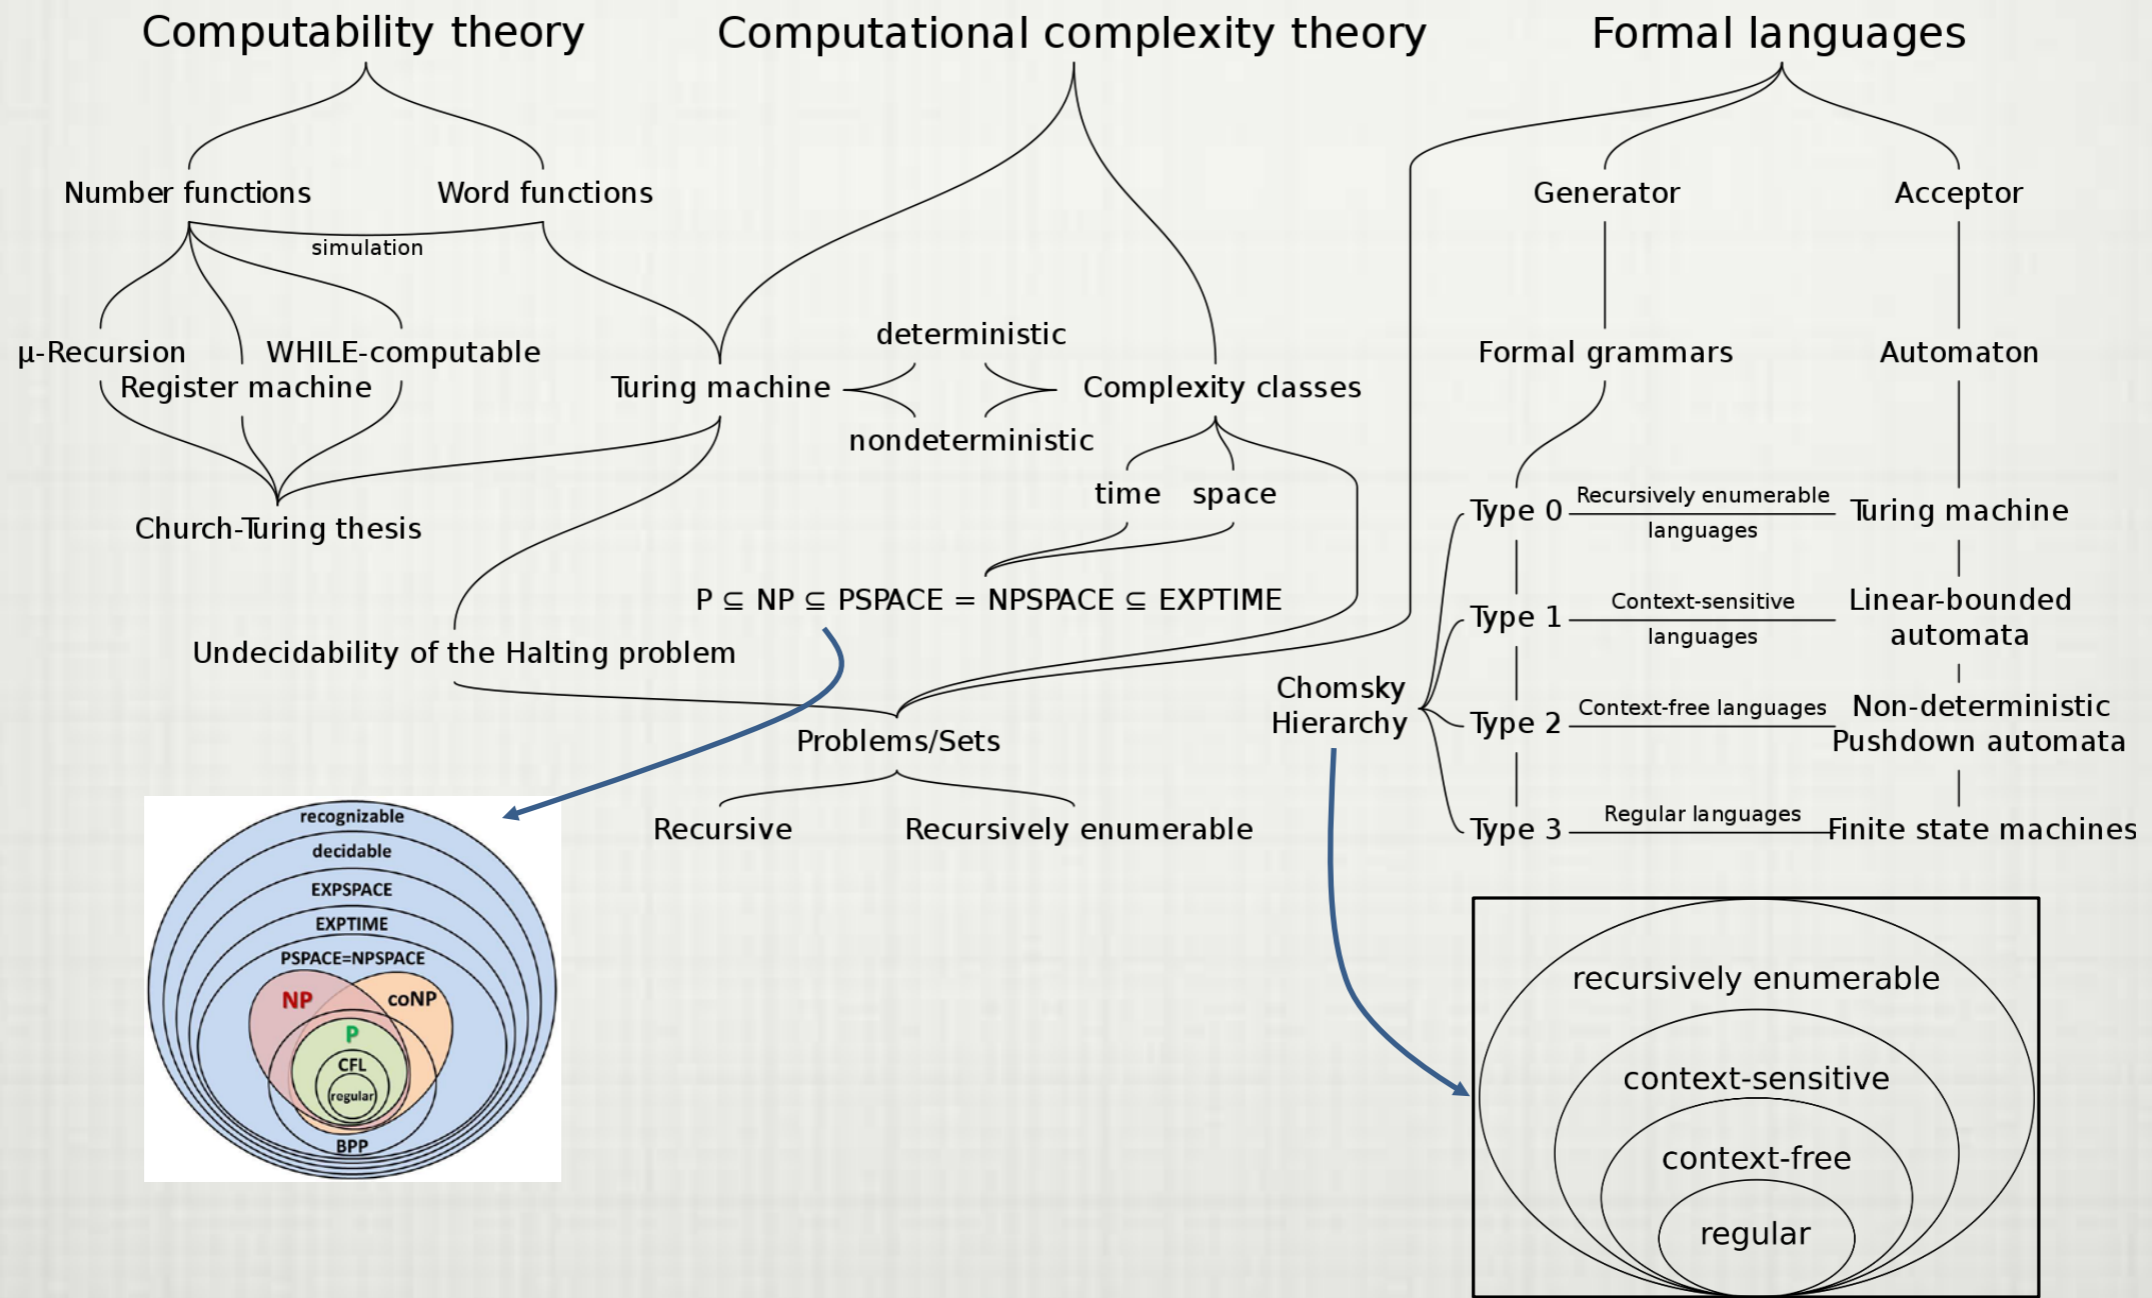 Computability theory
Computational complexity theory
Formal languages
Number functions
Word functions
Generator
Acceptor
simulation
deterministic
µ-Recursion
WHILE-computable
Formal grammars
Automaton
Register machine
Turing machine
Complexity classes
nondeterministic
time
space
Church-Turing thesis
Type 0
Recursively enumerable
languages
Turing machine
P ⊆ NP ⊆ PSPACE = NPSPACE ⊆ EXPTIME
Type 1
Context-sensitive
languages
Linear-bounded
automata
Undecidability of the Halting problem
Chomsky
Hierarchy
Type 2
Context-free languages
Non-deterministic
Pushdown automata
Problems/Sets
Recursive
Recursively enumerable
Type 3
Regular languages
Finite state machines
recognizable
decidable
EXPSPACE
EXPTIME
PSPACE=NPSPACE
NP
coNP
P
CFL
regular
BPP
recursively enumerable
context-sensitive
context-free
regular